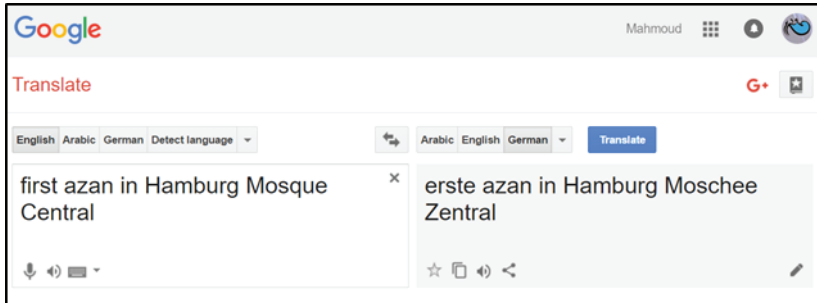 Google
Mahmoud
Translate
G+
English Arabic German Detect language
Arabic English German
Translate
first azan in Hamburg Mosque
Central
erste azan in Hamburg Moschee
Zentral